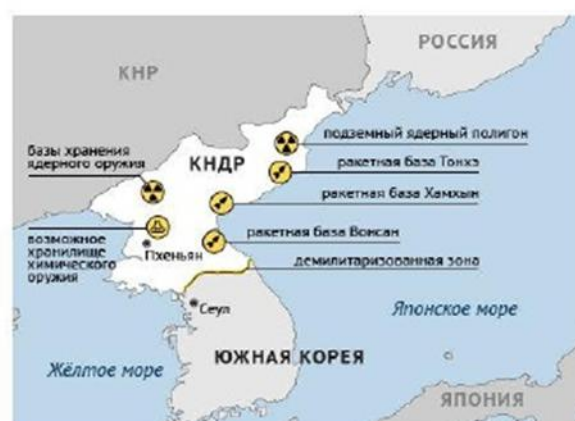 РОССИЯ
КНР
подземный ядерный полигон
базы хранения
ядерного оружия
КНДР
ракетная база Тонхэ
ракетная база Хамхын
возможное
хранилище
химического
оружия
Пхеньян
ракетная база Вонсан
демилитаризованная зона
Сеул
Японское море
ЮЖНАЯ КОРЕЯ
Жёлтое море
ЯПОНИЯ